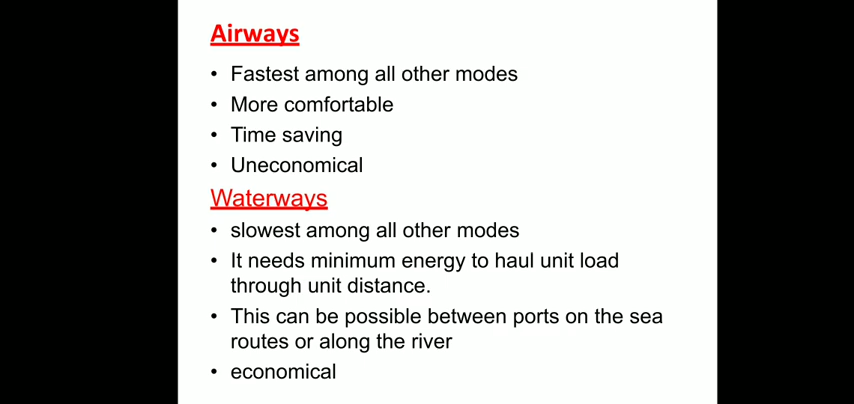 Airways
• Fastest among all other modes
• More comfortable
• Time saving
• Uneconomical
Waterways
• slowest among all other modes
• It needs minimum energy to haul unit load
through unit distance.
• This can be possible between ports on the sea
routes or along the river
• economical